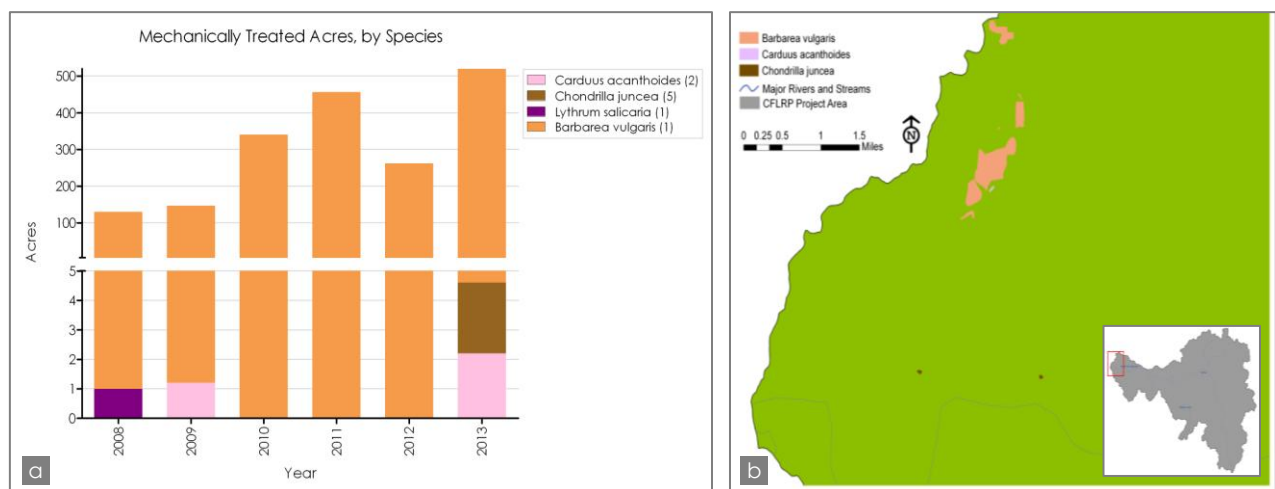 Mechanically Treated Acres, by Species
500
400
300
200
100
5
4
3
2
1
0
Acres
2008
2009
2010
2011
2012
2013
Year
Carduus acanthoides (2)
Chondrilla juncea (5)
Lythrum salicaria (1)
Barbarea vulgaris (1)
a
Barbarea vulgaris
Carduus acanthoides
Chondrilla juncea
Major Rivers and Streams
CFLRP Project Area
0 0.25 0.5 1 1.5
Miles
N
b